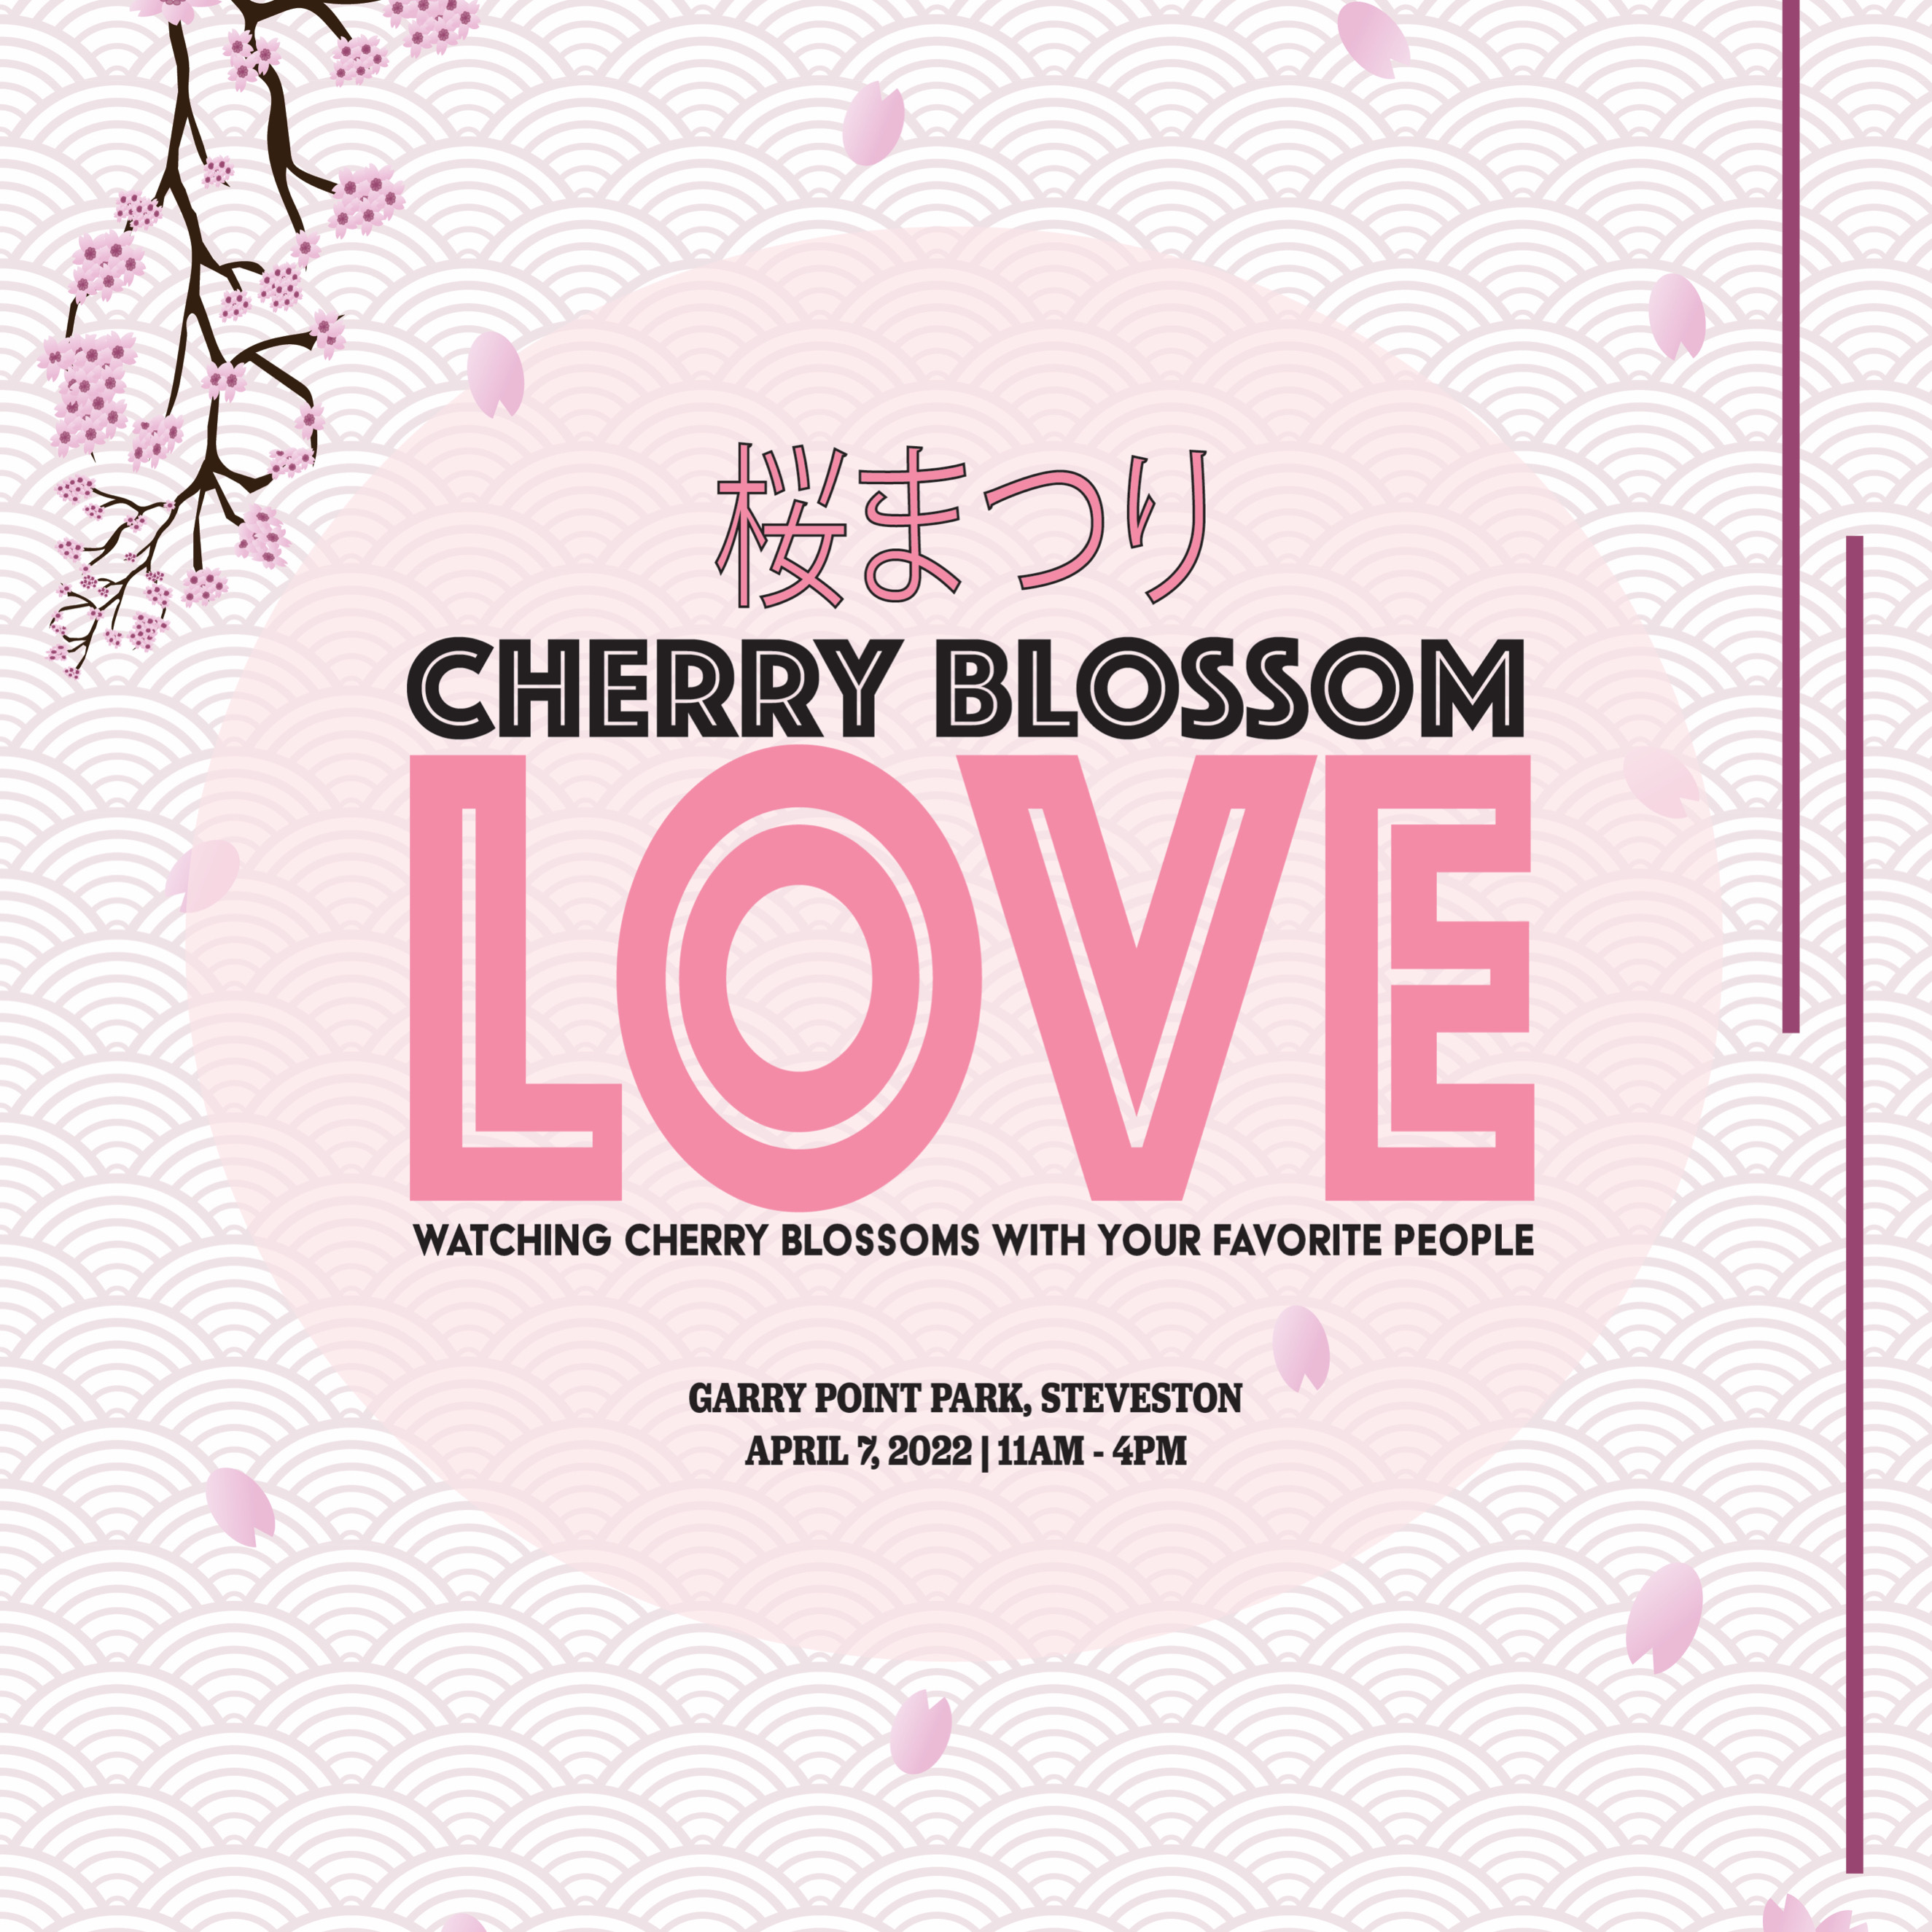 桜まつり
CHERRY BLOSSOM
LOVE
WATCHING CHERRY BLOSSOMS WITH YOUR FAVORITE PEOPLE
GARRY POINT PARK, STEVESTON
APRIL 7, 2022 | 11AM - 4PM